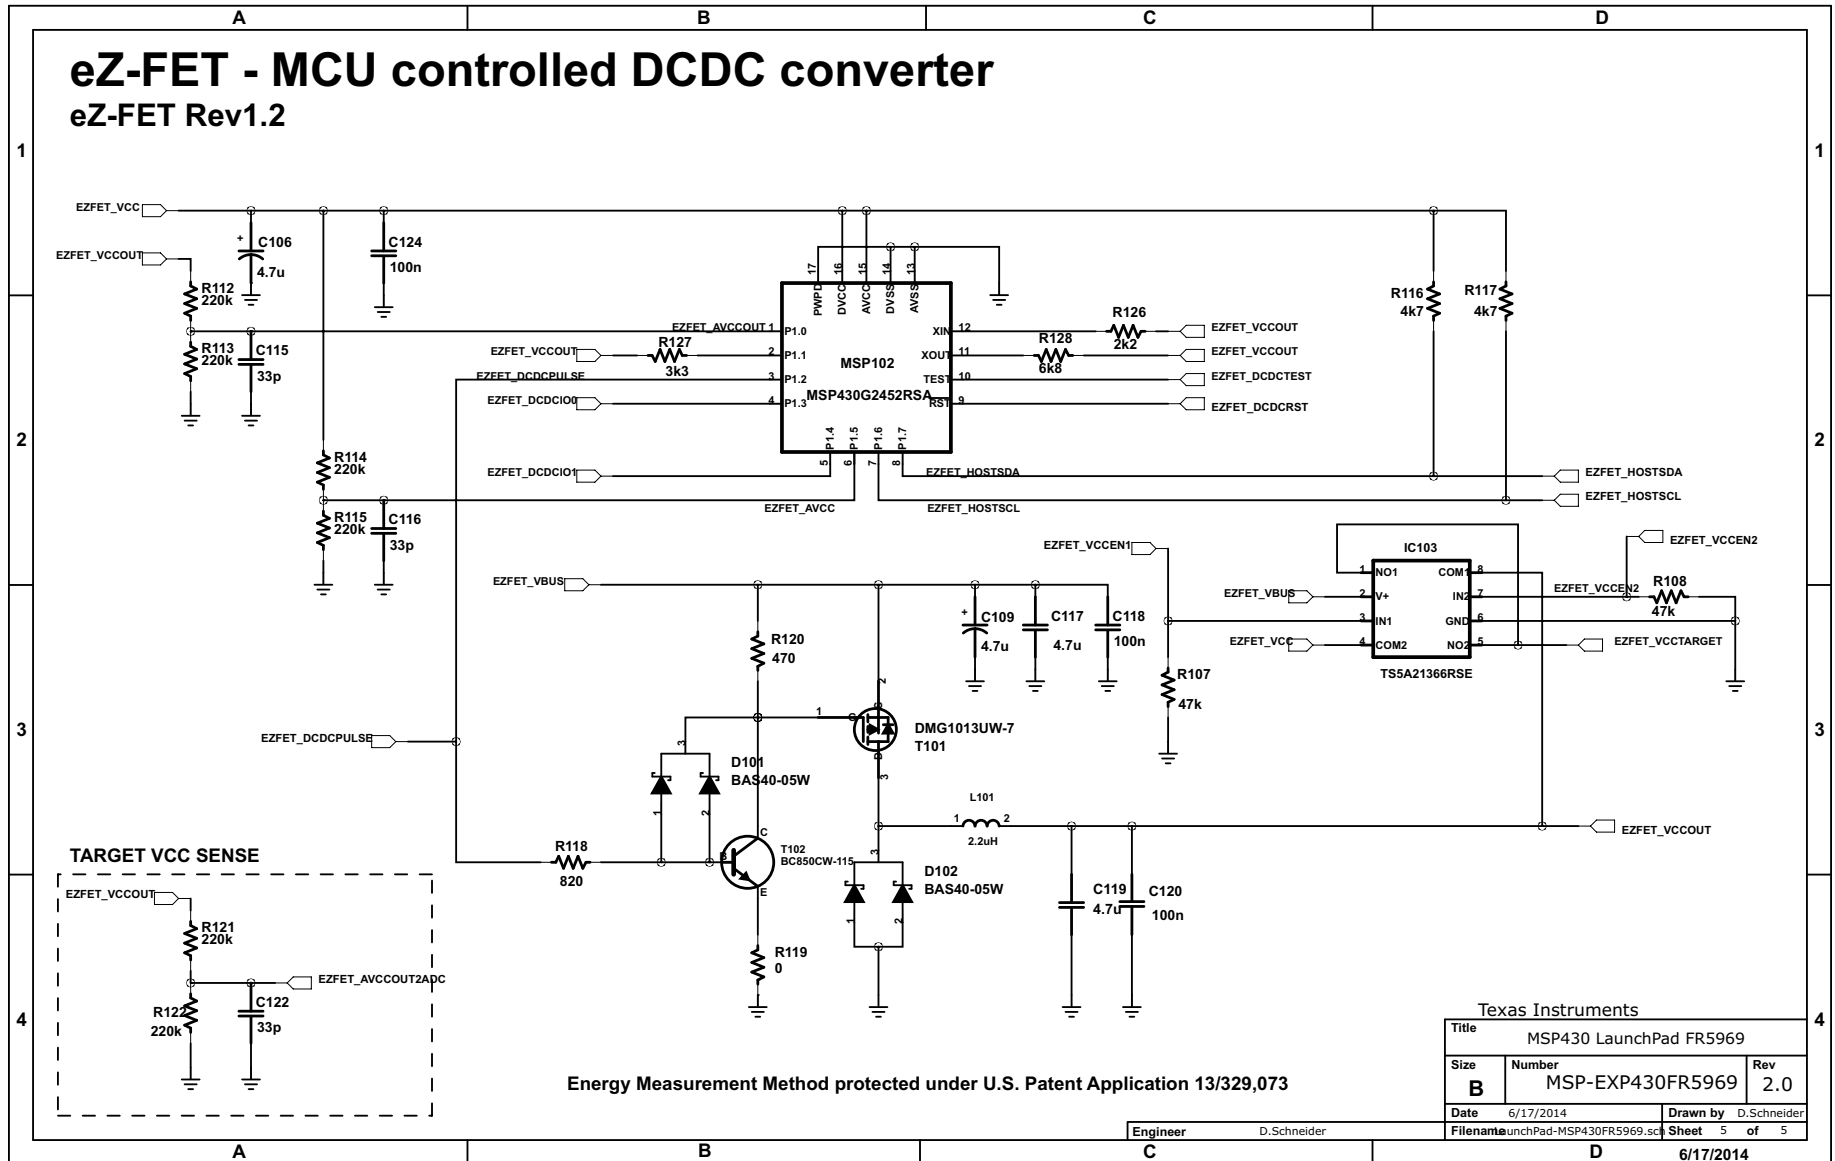 A B C D
eZ-FET - MCU controlled DCDC converter
eZ-FET Rev1.2
1 1
EZFET_VCC
EZFET_VCCOUT
+ C106
4.7u
C124
100n
R112
220k
R113
220k
C115
33p
EZFET_AVCCOUT 1 P1.0
EZFET_VCCOUT R127 2 P1.1
3k3
EZFET_DCDCPULSE 3 P1.2
EZFET_DCDCIO0 4 P1.3
17 16 15 14 13
PWPD DVCC AVCC DVSS AVSS
MSP102
MSP430G2452RSA
XIN 12 R126 EZFET_VCCOUT
2k2
XOUT 11 R128 EZFET_VCCOUT
6k8
TEST 10 EZFET_DCDCTEST
RST 9 EZFET_DCDCRST
P1.4 P1.5 P1.6 P1.7
5 6 7 8
R116
4k7
R117
4k7
2 2
EZFET_DCDCIO1
EZFET_HOSTSDA EZFET_HOSTSDA
EZFET_AVCC EZFET_HOSTSCL EZFET_HOSTSCL
R114
220k
R115
220k
C116
33p
EZFET_VBUS
R120
470
+ C109
4.7u
C117
4.7u
C118
100n
EZFET_VCCEN1
R107
47k
IC103
1 NO1 COM1 8
EZFET_VBUS 2 V+ IN2 7 EZFET_VCCEN2
3 IN1 GND 6
EZFET_VCC 4 COM2 NO2 5 EZFET_VCCTARGET
TS5A21366RSE
EZFET_VCCEN2
R108
47k
3 3
EZFET_DCDCPULSE
3
D101
BAS40-05W
1 2
1 G S 2
DMG1013UW-7
T101
D 3
L101
1 2
2.2uH
EZFET_VCCOUT
R118
820
B C E
T102
BC850CW-115
R119
0
3
D102
BAS40-05W
1 2
C119
4.7u
C120
100n
TARGET VCC SENSE
EZFET_VCCOUT
R121
220k
EZFET_AVCCOUT2ADC
R122
220k
C122
33p
4 4
Energy Measurement Method protected under U.S. Patent Application 13/329,073
Texas Instruments
Title MSP430 LaunchPad FR5969
Size B Number MSP-EXP430FR5969 Rev 2.0
Date 6/17/2014 Drawn by D.Schneider
Engineer D.Schneider Filename LaunchPad-MSP430FR5969.sch Sheet 5 of 5
A B C D
6/17/2014